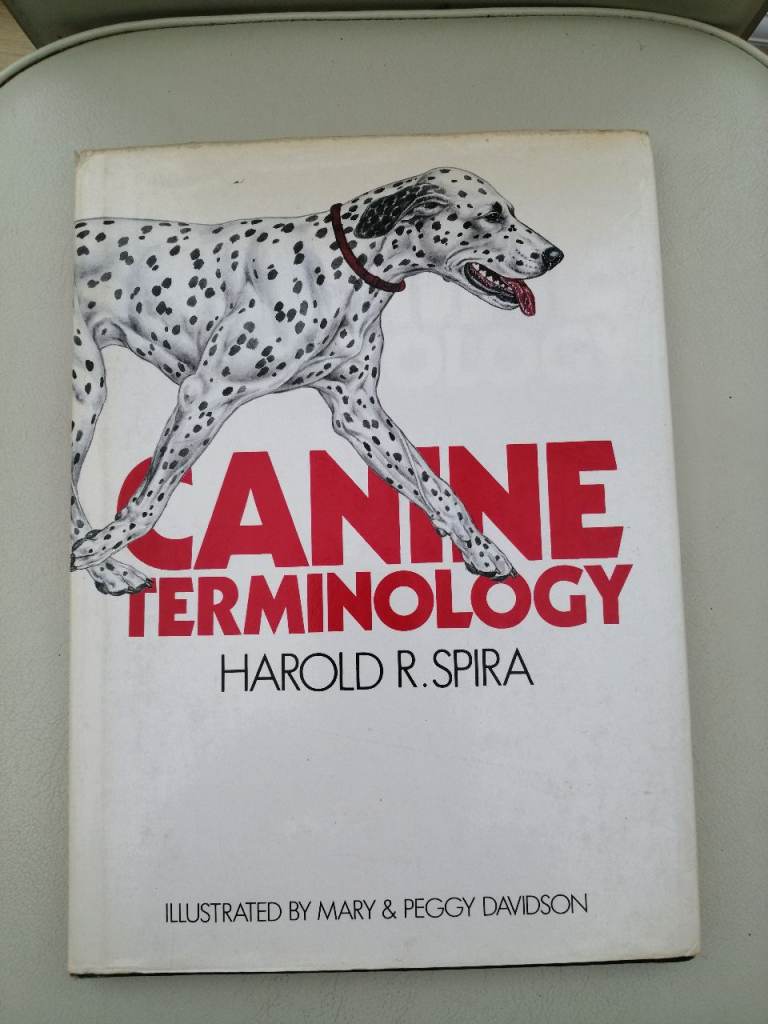 CANINE
TERMINOLOGY
HAROLD R. SPIRA
ILLUSTRATED BY MARY & PEGGY DAVIDSON